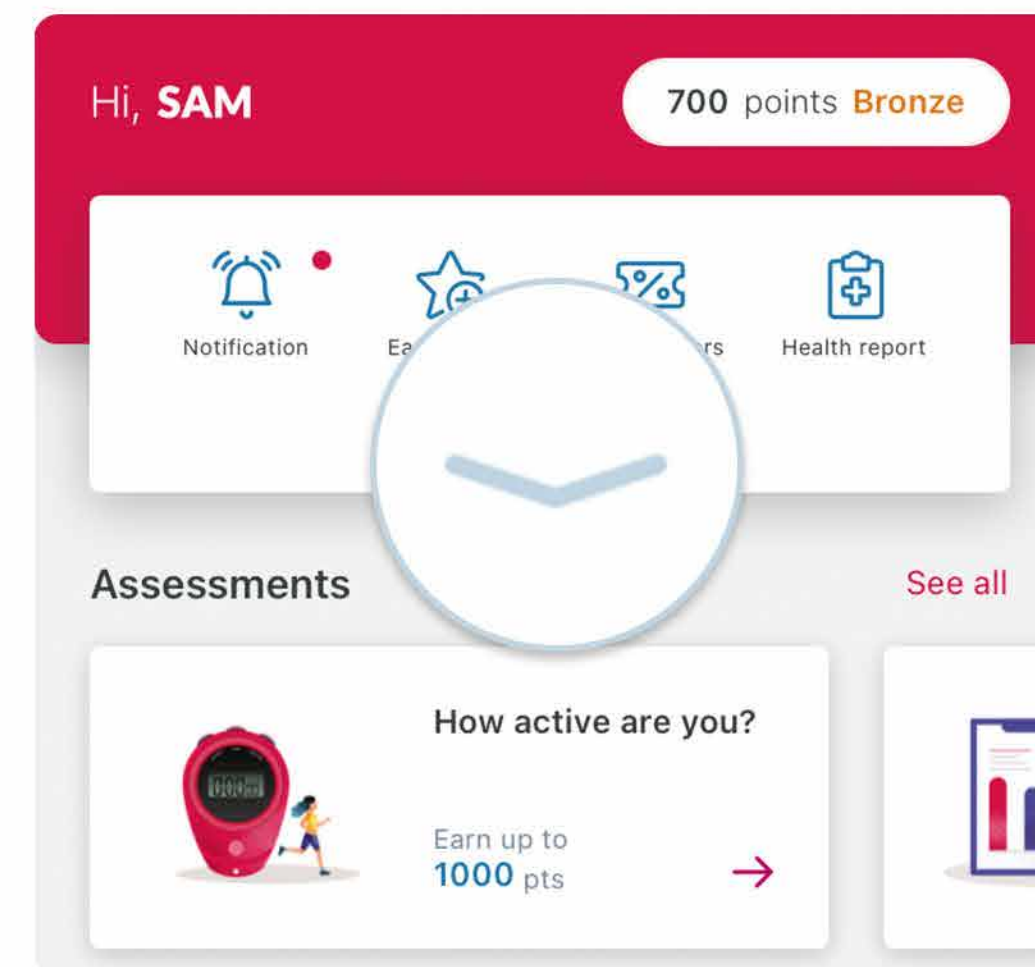 Hi, SAM
700 points Bronze
Notification
Health report
Assessments
See all
How active are you?
Earn up to
1000 pts